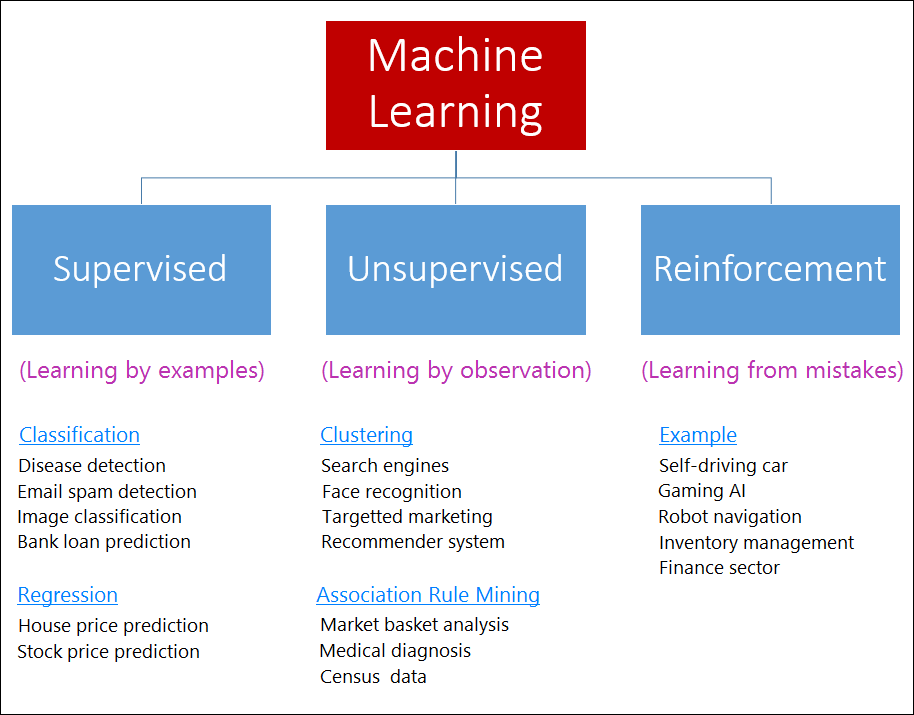 Machine
Learning
Supervised
Unsupervised
Reinforcement
(Learning by examples)
(Learning by observation)
(Learning from mistakes)
Classification
Disease detection
Email spam detection
Image classification
Bank loan prediction
Regression
House price prediction
Stock price prediction
Clustering
Search engines
Face recognition
Targetted marketing
Recommender system
Association Rule Mining
Market basket analysis
Medical diagnosis
Census  data
Example
Self-driving car
Gaming AI
Robot navigation
Inventory management
Finance sector